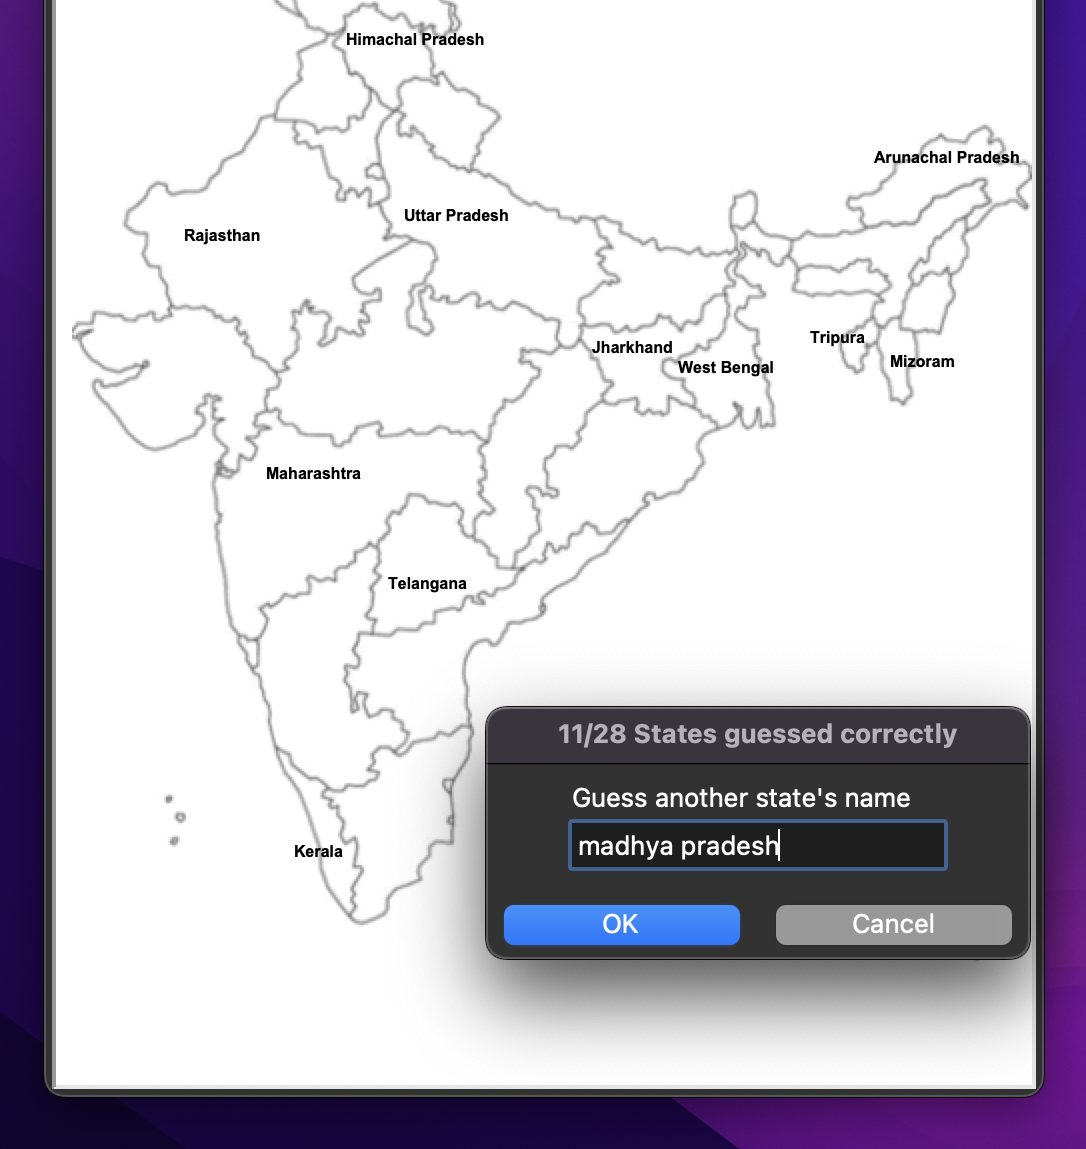 Himachal Pradesh
Arunachal Pradesh
Uttar Pradesh
Rajasthan
Tripura
Jharkhand
Mizoram
West Bengal
Maharashtra
Telangana
11/28 States guessed correctly
Guess another state's name
madhya pradesh
Kerala
OK
Cancel